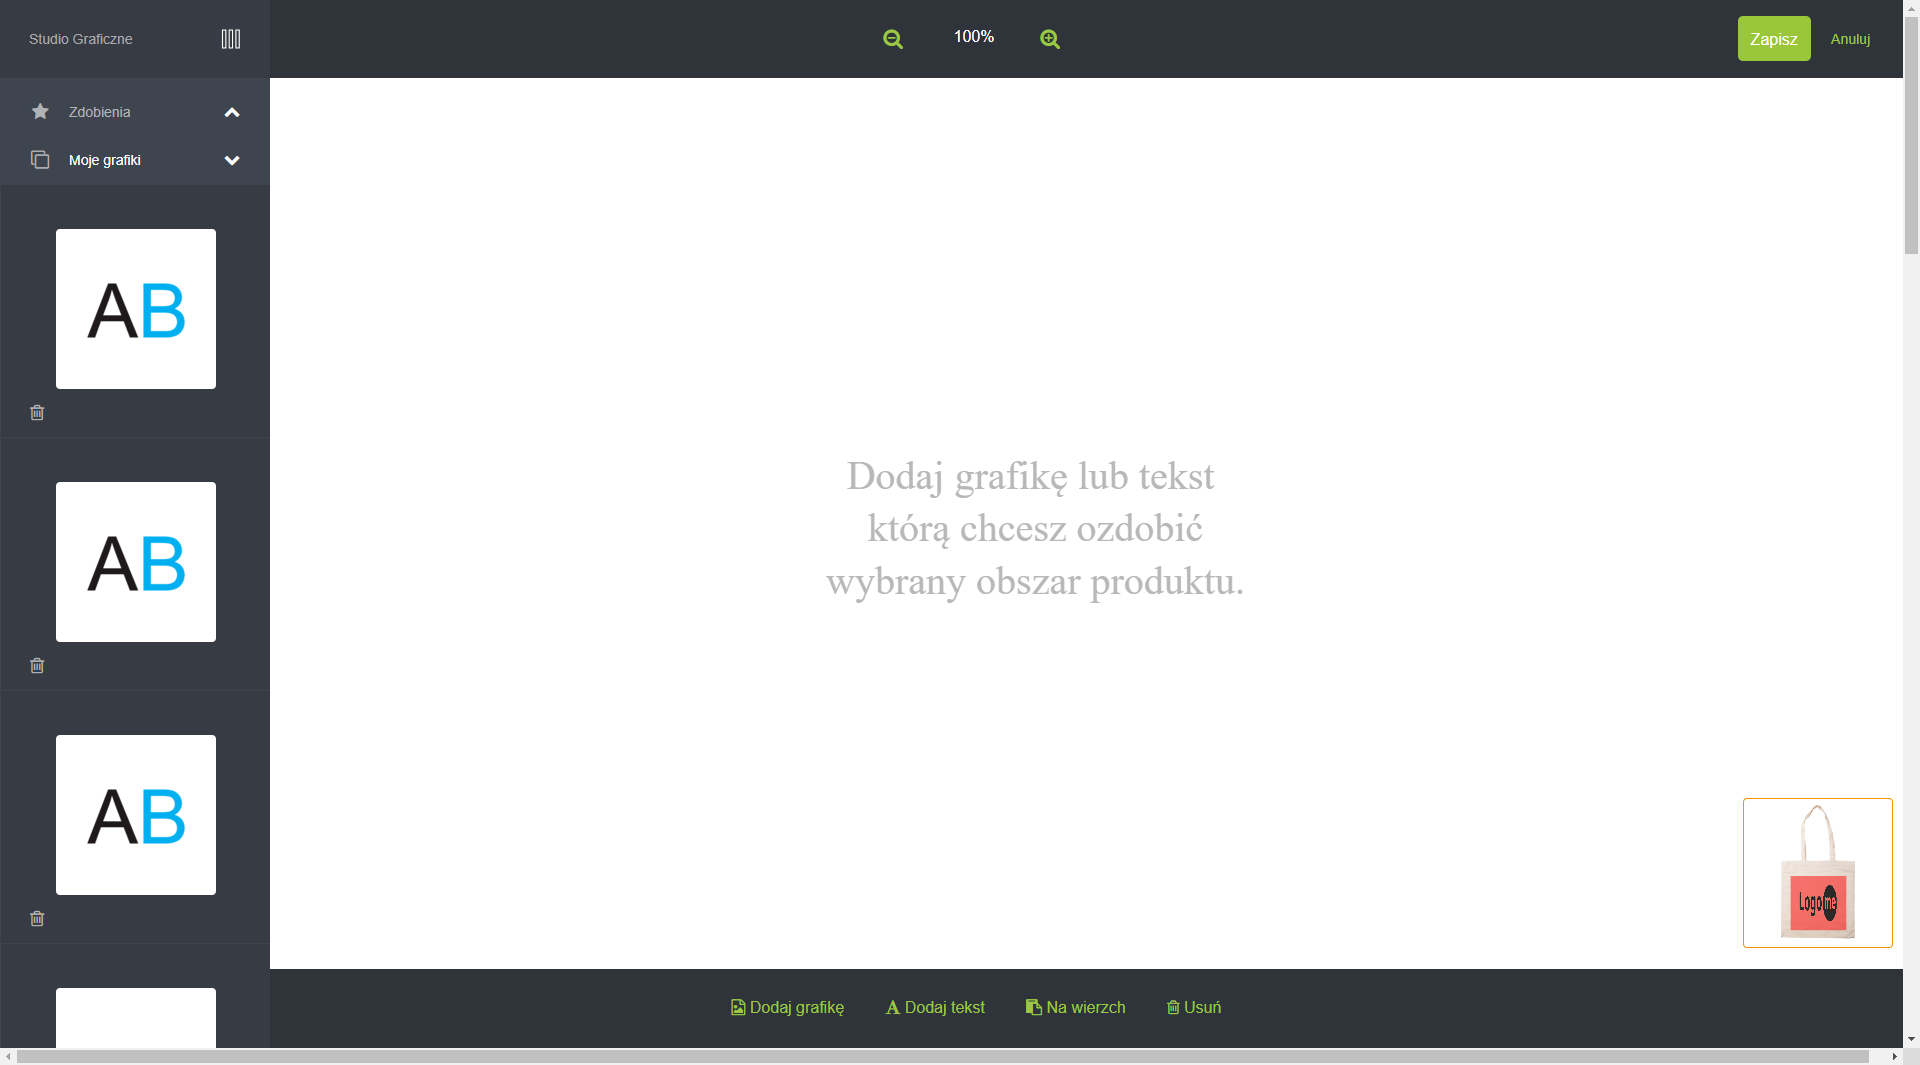 Studio Graficzne
100%
Zapisz
Anuluj
Zdobienia
Moje grafiki
AB
AB
AB
Dodaj grafikę lub tekst
którą chcesz ozdobić
wybrany obszar produktu.
Logo me
Dodaj grafikę
Dodaj tekst
Na wierzch
Usuń